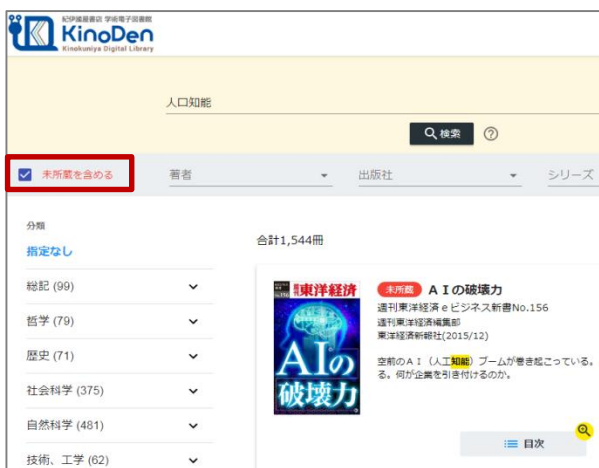 紀伊國屋書店 学術電子図書館
KinoDen
Kinokuniya Digital Library
人口知能
検索
?
未所蔵を含める
著者
出版社
シリーズ
分類
指定なし
合計1,544冊
総記 (99)
哲学 (79)
歴史 (71)
社会科学 (375)
自然科学 (481)
技術、工学 (62)
東洋経済
AIの
破壊力
未所蔵 ＡＩの破壊力
週刊東洋経済ｅビジネス新書No.156
週刊東洋経済編集部
東洋経済新報社(2015/12)
空前のＡＩ（人工知能）ブームが巻き起こっている。
る。何が企業を引き付けるのか。
目次